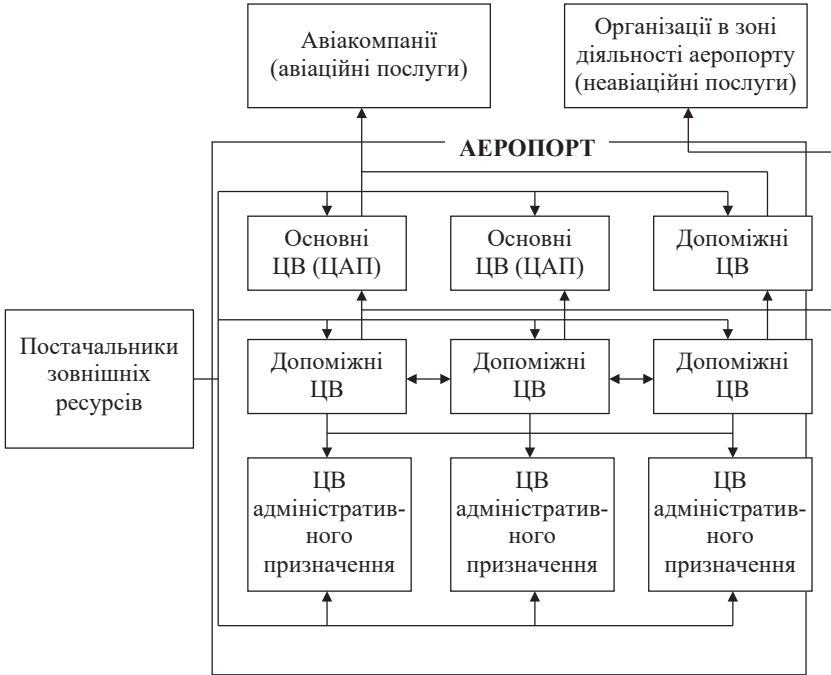 Авіакомпанії
(авіаційні послуги)
Організації в зоні
діяльності аеропорту
(неавіаційні послуги)
АЕРОПОРТ
Основні
ЦВ (ЦАП)
Основні
ЦВ (ЦАП)
Допоміжні
ЦВ
Постачальники
зовнішніх
ресурсів
Допоміжні
ЦВ
Допоміжні
ЦВ
Допоміжні
ЦВ
ЦВ
адміністратив-
ного
призначення
ЦВ
адміністратив-
ного
призначення
ЦВ
адміністратив-
ного
призначення